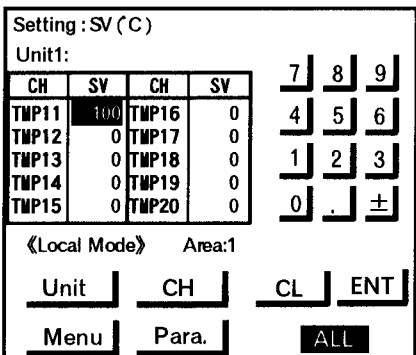 Setting : SV (°C)
Unit1:
7 8 9
CH SV CH SV
TMP11 100 TMP16 0
4 5 6
TMP12 0 TMP17 0
TMP13 0 TMP18 0
1 2 3
TMP14 0 TMP19 0
TMP15 0 TMP20 0
0 . ±
《Local Mode》 Area:1
Unit CH CL ENT
Menu Para. ALL